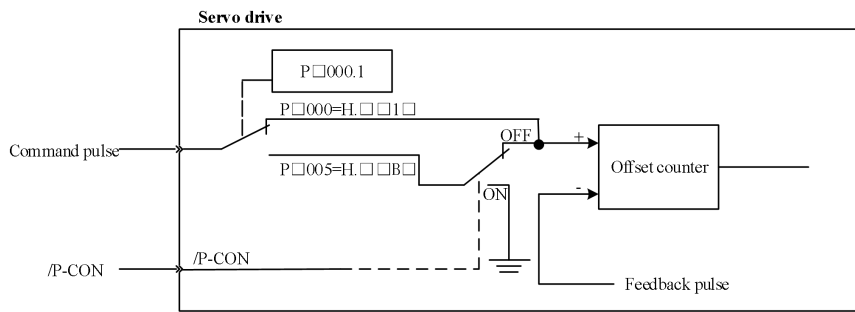 Servo drive
P□000.1
P□000=H.□□1□
Command pulse
OFF
+
P□005=H.□□B□
Offset counter
-
ON
/P-CON
/P-CON
Feedback pulse